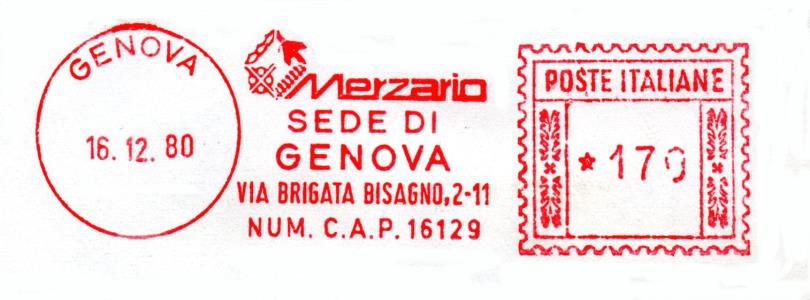 GENOVA
16.12.80
Merzario
SEDE DI
GENOVA
VIA BRIGATA BISAGNO,2-11
NUM. C.A.P. 16129
POSTE ITALIANE
* 170